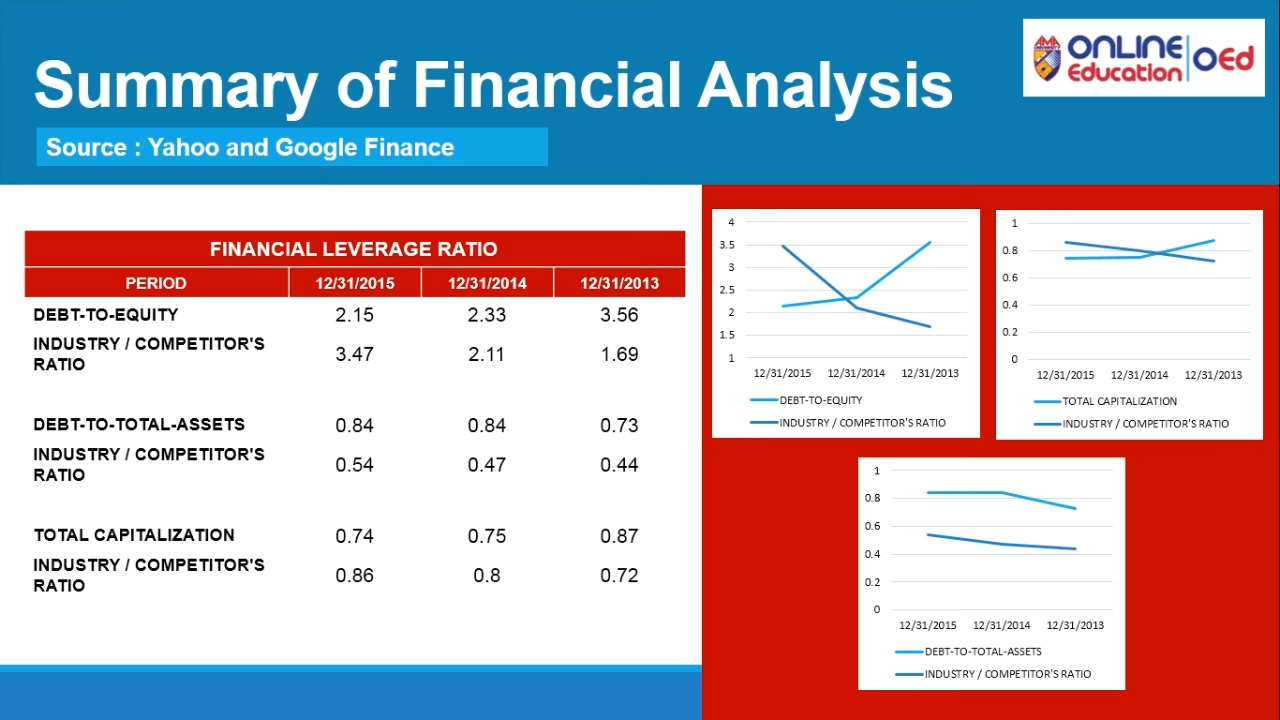 Summary of Financial Analysis
Source : Yahoo and Google Finance
ONLINE
Education
OEd
FINANCIAL LEVERAGE RATIO
PERIOD 12/31/2015 12/31/2014 12/31/2013
DEBT-TO-EQUITY 2.15 2.33 3.56
INDUSTRY / COMPETITOR'S
RATIO 3.47 2.11 1.69
DEBT-TO-TOTAL-ASSETS 0.84 0.84 0.73
INDUSTRY / COMPETITOR'S
RATIO 0.54 0.47 0.44
TOTAL CAPITALIZATION 0.74 0.75 0.87
INDUSTRY / COMPETITOR'S
RATIO 0.86 0.8 0.72
4
3.5
3
2.5
2
1.5
1
12/31/2015 12/31/2014 12/31/2013
DEBT-TO-EQUITY
INDUSTRY / COMPETITOR'S RATIO
1
0.8
0.6
0.4
0.2
0
12/31/2015 12/31/2014 12/31/2013
TOTAL CAPITALIZATION
INDUSTRY / COMPETITOR'S RATIO
1
0.8
0.6
0.4
0.2
0
12/31/2015 12/31/2014 12/31/2013
DEBT-TO-TOTAL-ASSETS
INDUSTRY / COMPETITOR'S RATIO